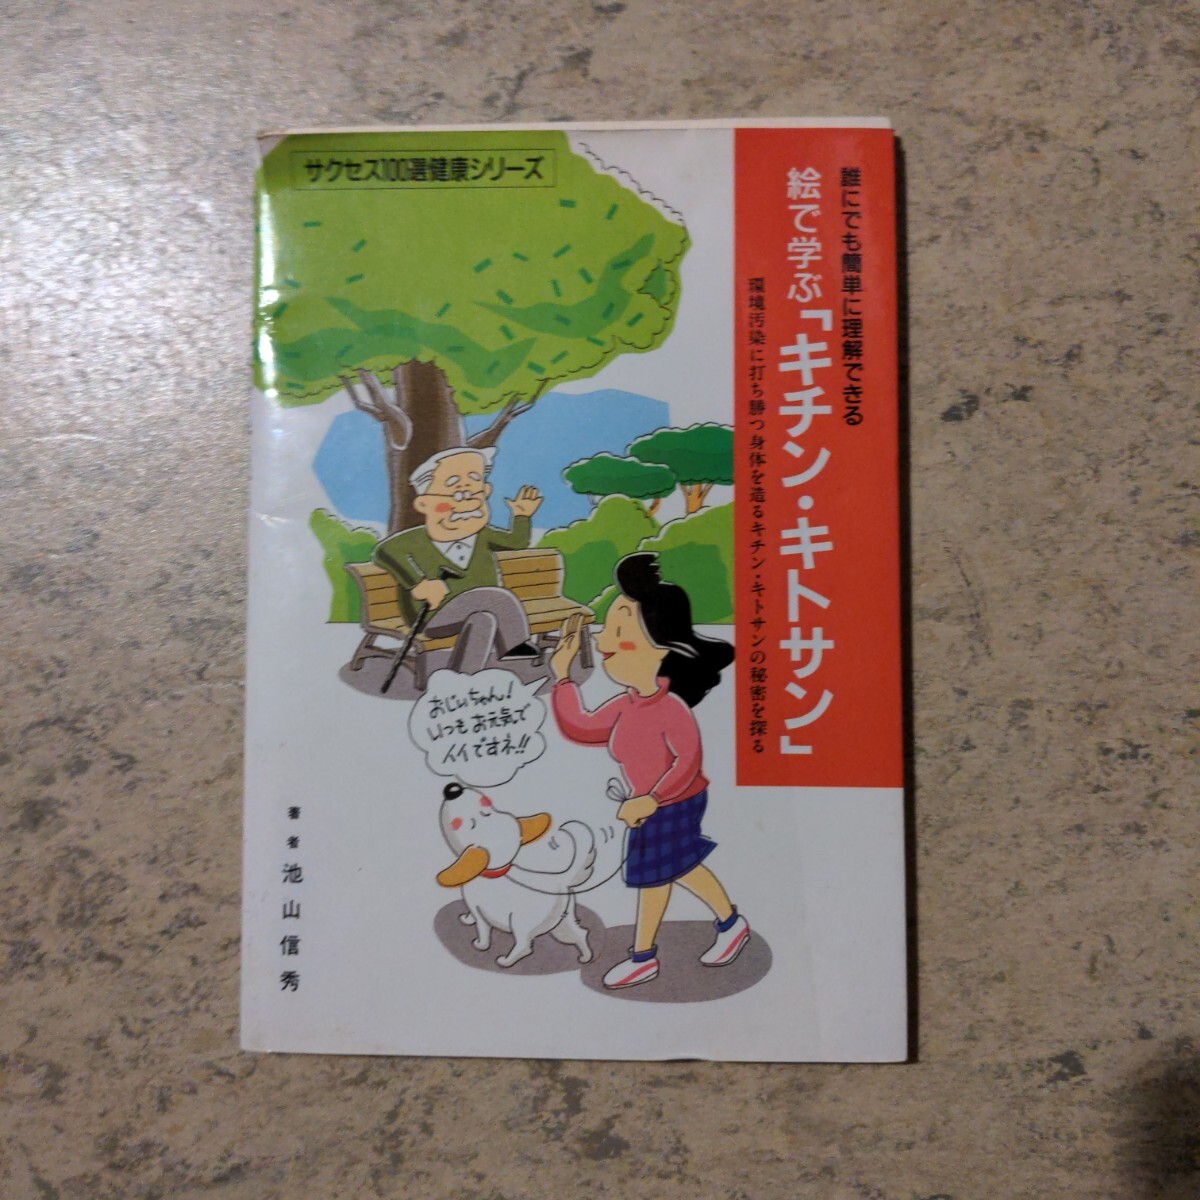 サクセス100選健康シリーズ
誰にでも簡単に理解できる
絵で学ぶ「キチン・キトサン」
環境汚染に打ち勝つ身体を造るキチン・キトサンの秘密を探る
おじいちゃん!
いつもお元気で
イイですネ!!
著者 池山信秀